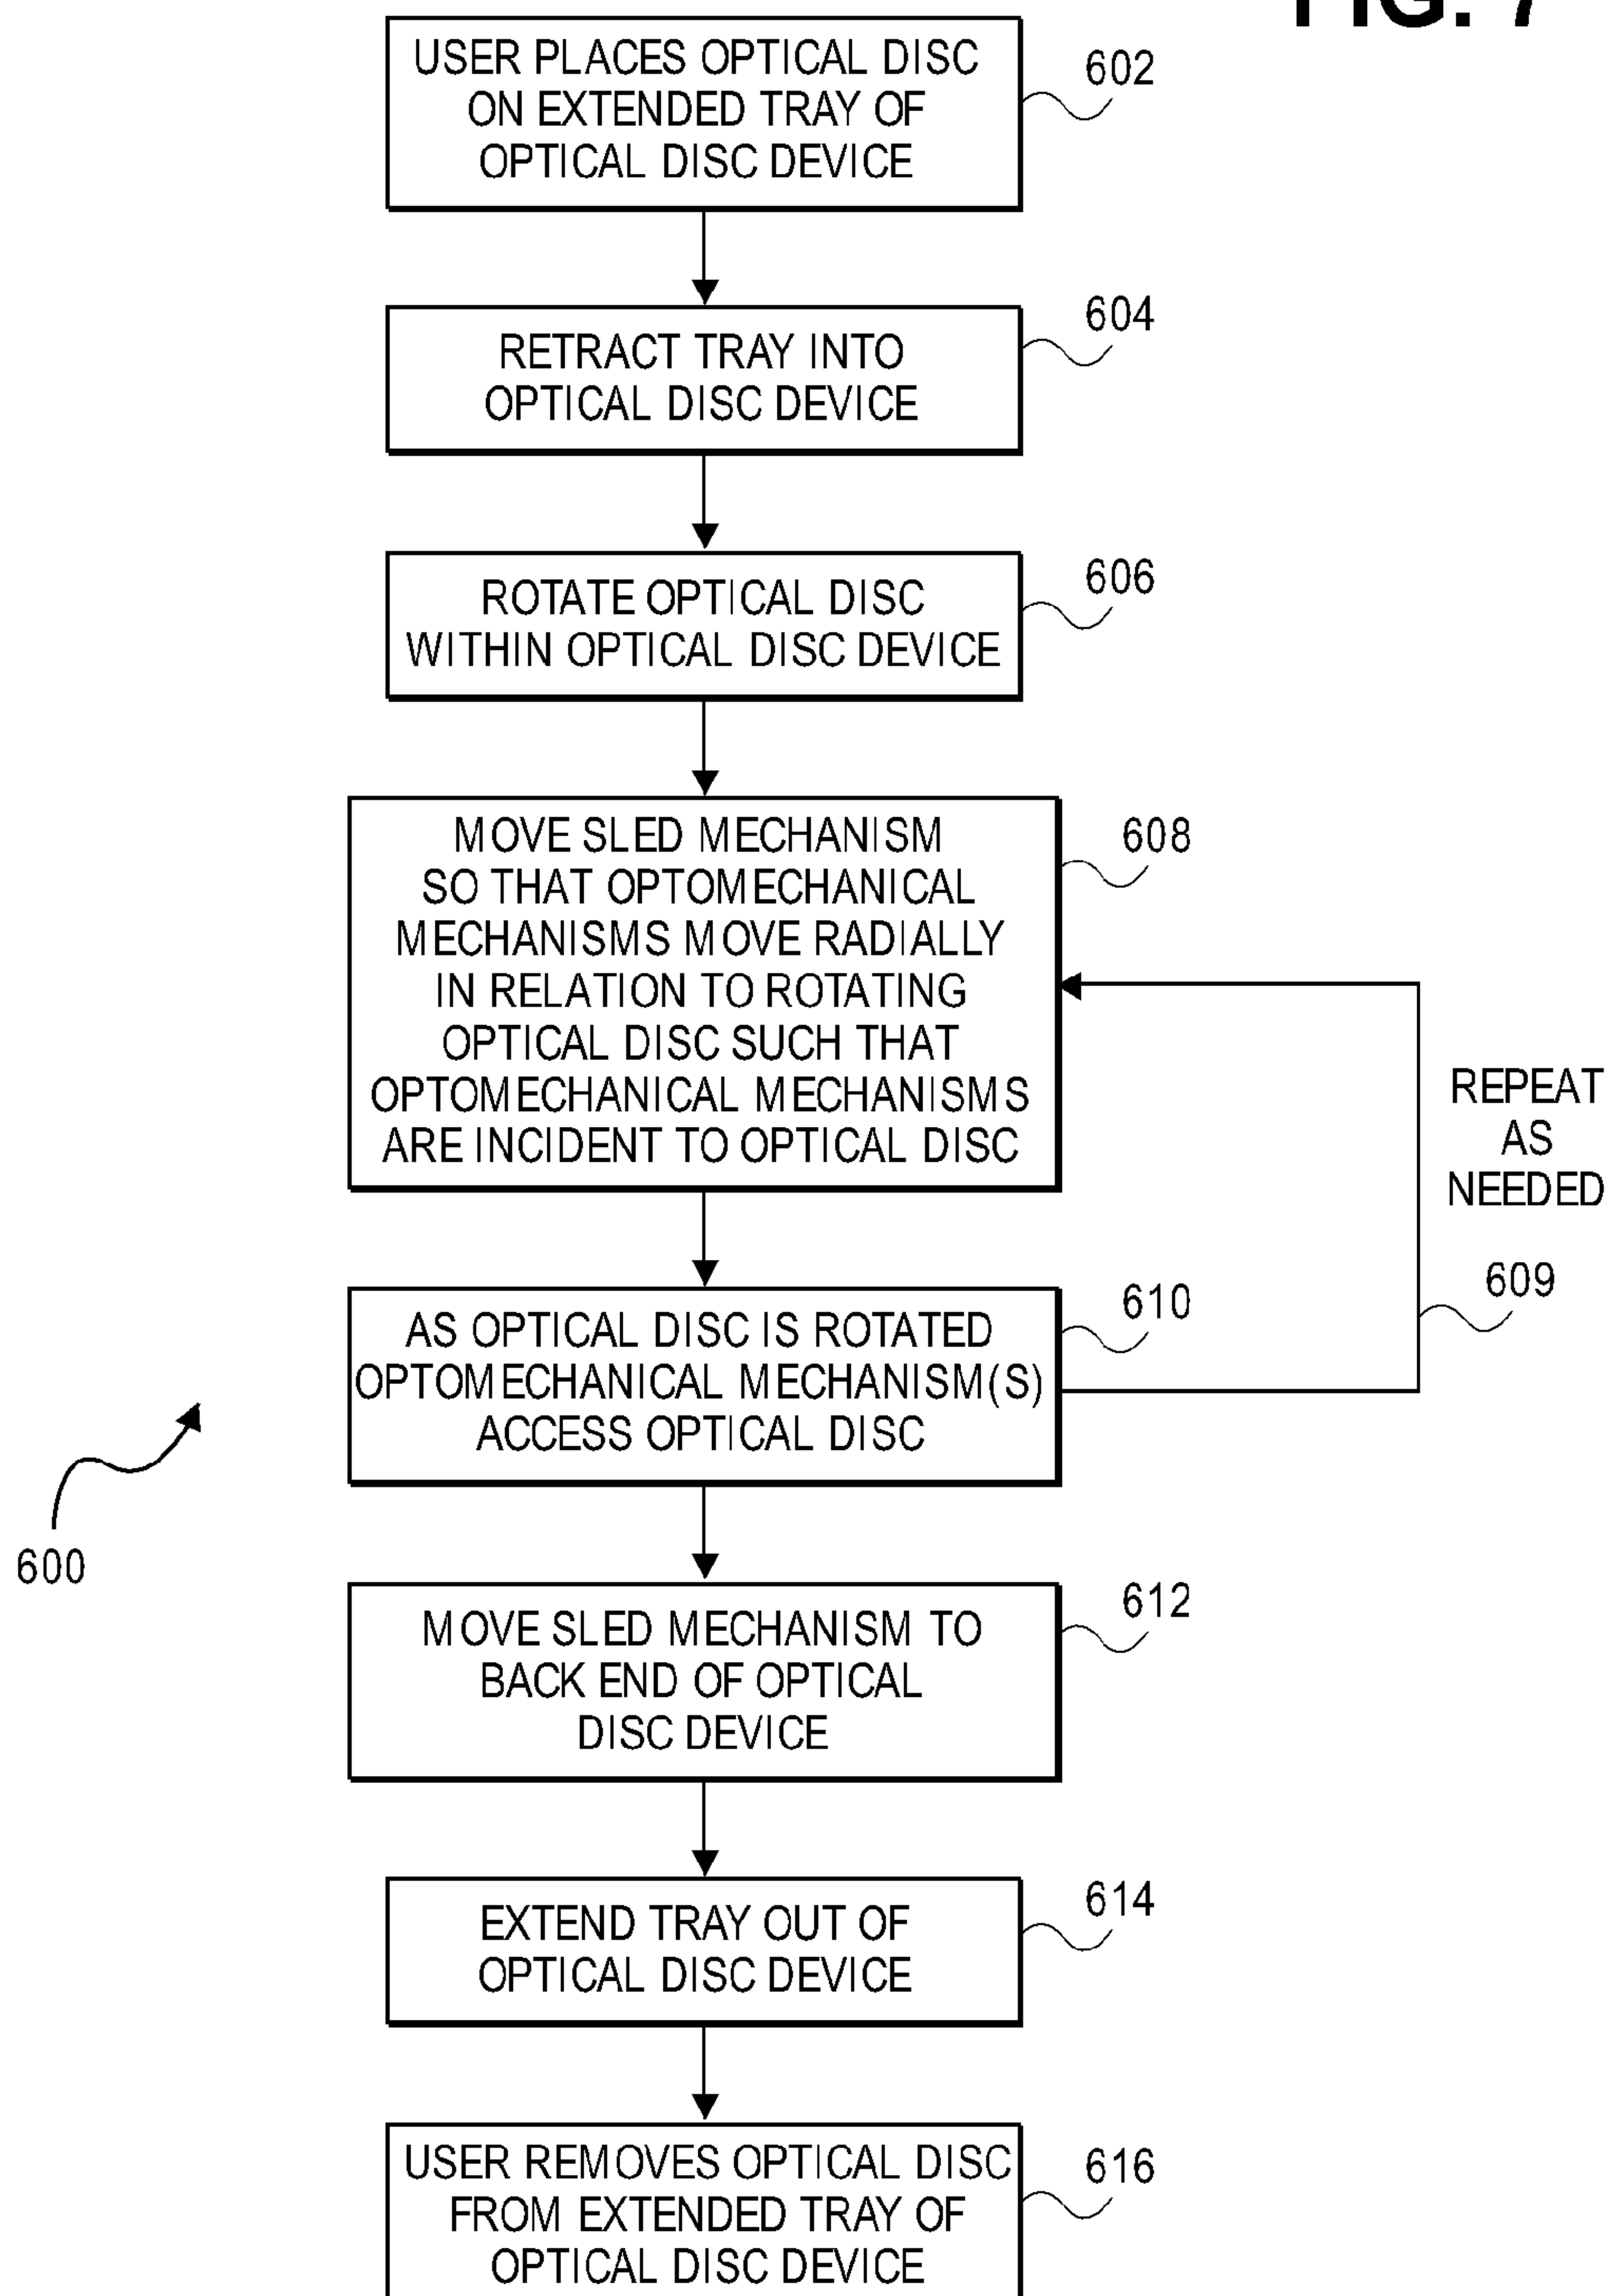 FIG. 7
USER PLACES OPTICAL DISC
ON EXTENDED TRAY OF
OPTICAL DISC DEVICE
602
RETRACT TRAY INTO
OPTICAL DISC DEVICE
604
ROTATE OPTICAL DISC
WITHIN OPTICAL DISC DEVICE
606
MOVE SLED MECHANISM
SO THAT OPTOMECHANICAL
MECHANISMS MOVE RADIALLY
IN RELATION TO ROTATING
OPTICAL DISC SUCH THAT
OPTOMECHANICAL MECHANISMS
ARE INCIDENT TO OPTICAL DISC
608
REPEAT
AS
NEEDED
609
AS OPTICAL DISC IS ROTATED
OPTOMECHANICAL MECHANISM(S)
ACCESS OPTICAL DISC
610
600
MOVE SLED MECHANISM TO
BACK END OF OPTICAL
DISC DEVICE
612
EXTEND TRAY OUT OF
OPTICAL DISC DEVICE
614
USER REMOVES OPTICAL DISC
FROM EXTENDED TRAY OF
OPTICAL DISC DEVICE
616